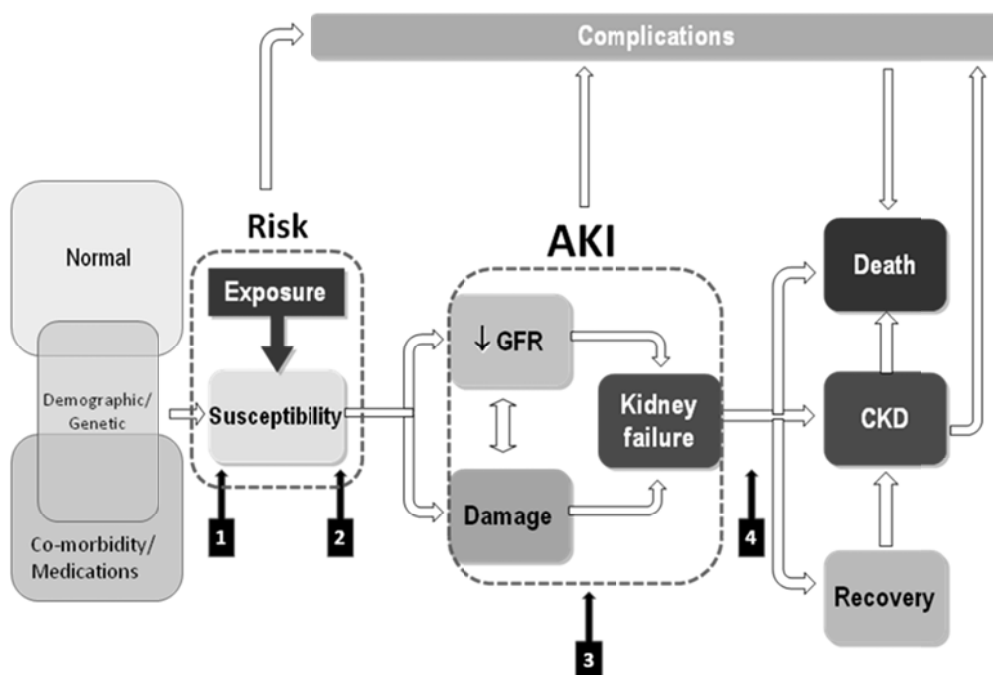 Complications
Risk
AKI
Normal
Exposure
Death
↓ GFR
Demographic/
Genetic
Susceptibility
Kidney
failure
CKD
1
2
Damage
4
Co-morbidity/
Medications
Recovery
3